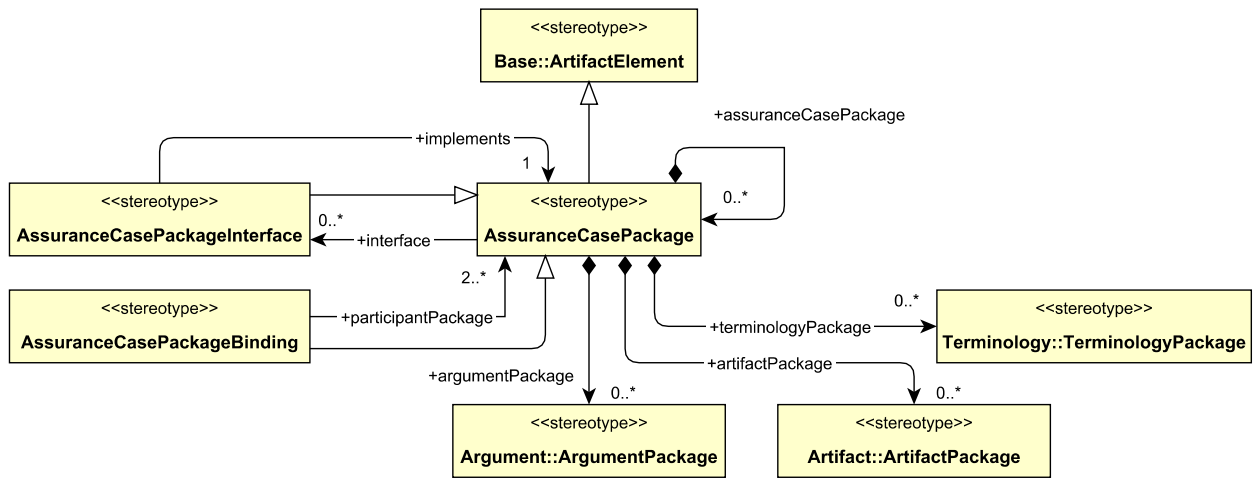 <<stereotype>>
Base::ArtifactElement
+assuranceCasePackage
+implements
1
<<stereotype>>
AssuranceCasePackageInterface
<<stereotype>>
AssuranceCasePackage
0..*
0..*
+interface
2..*
<<stereotype>>
AssuranceCasePackageBinding
+participantPackage
0..*
+terminologyPackage
<<stereotype>>
Terminology::TerminologyPackage
+artifactPackage
+argumentPackage
0..*
0..*
<<stereotype>>
Argument::ArgumentPackage
<<stereotype>>
Artifact::ArtifactPackage